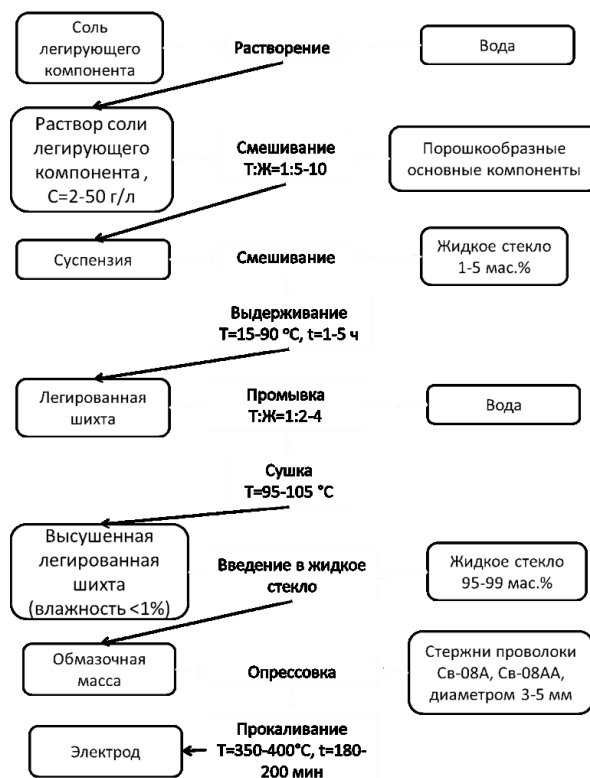 Соль
легирующего
компонента
Растворение
Вода
Раствор соли
легирующего
компонента ,
С=2-50 г/л
Смешивание
Т:Ж=1:5-10
Порошкообразные
основные компоненты
Суспензия
Смешивание
Жидкое стекло
1-5 мас.%
Выдерживание
Т=15-90 °С, t=1-5 ч
Легированная
шихта
Промывка
Т:Ж=1:2-4
Вода
Сушка
Т=95-105 °С
Высушенная
легированная
шихта
(влажность <1%)
Введение в жидкое
стекло
Жидкое стекло
95-99 мас.%
Обмазочная
масса
Опрессовка
Стержни проволоки
Св-08А, Св-08АА,
диаметром 3-5 мм
Электрод
Прокаливание
Т=350-400°С, t=180-
200 мин